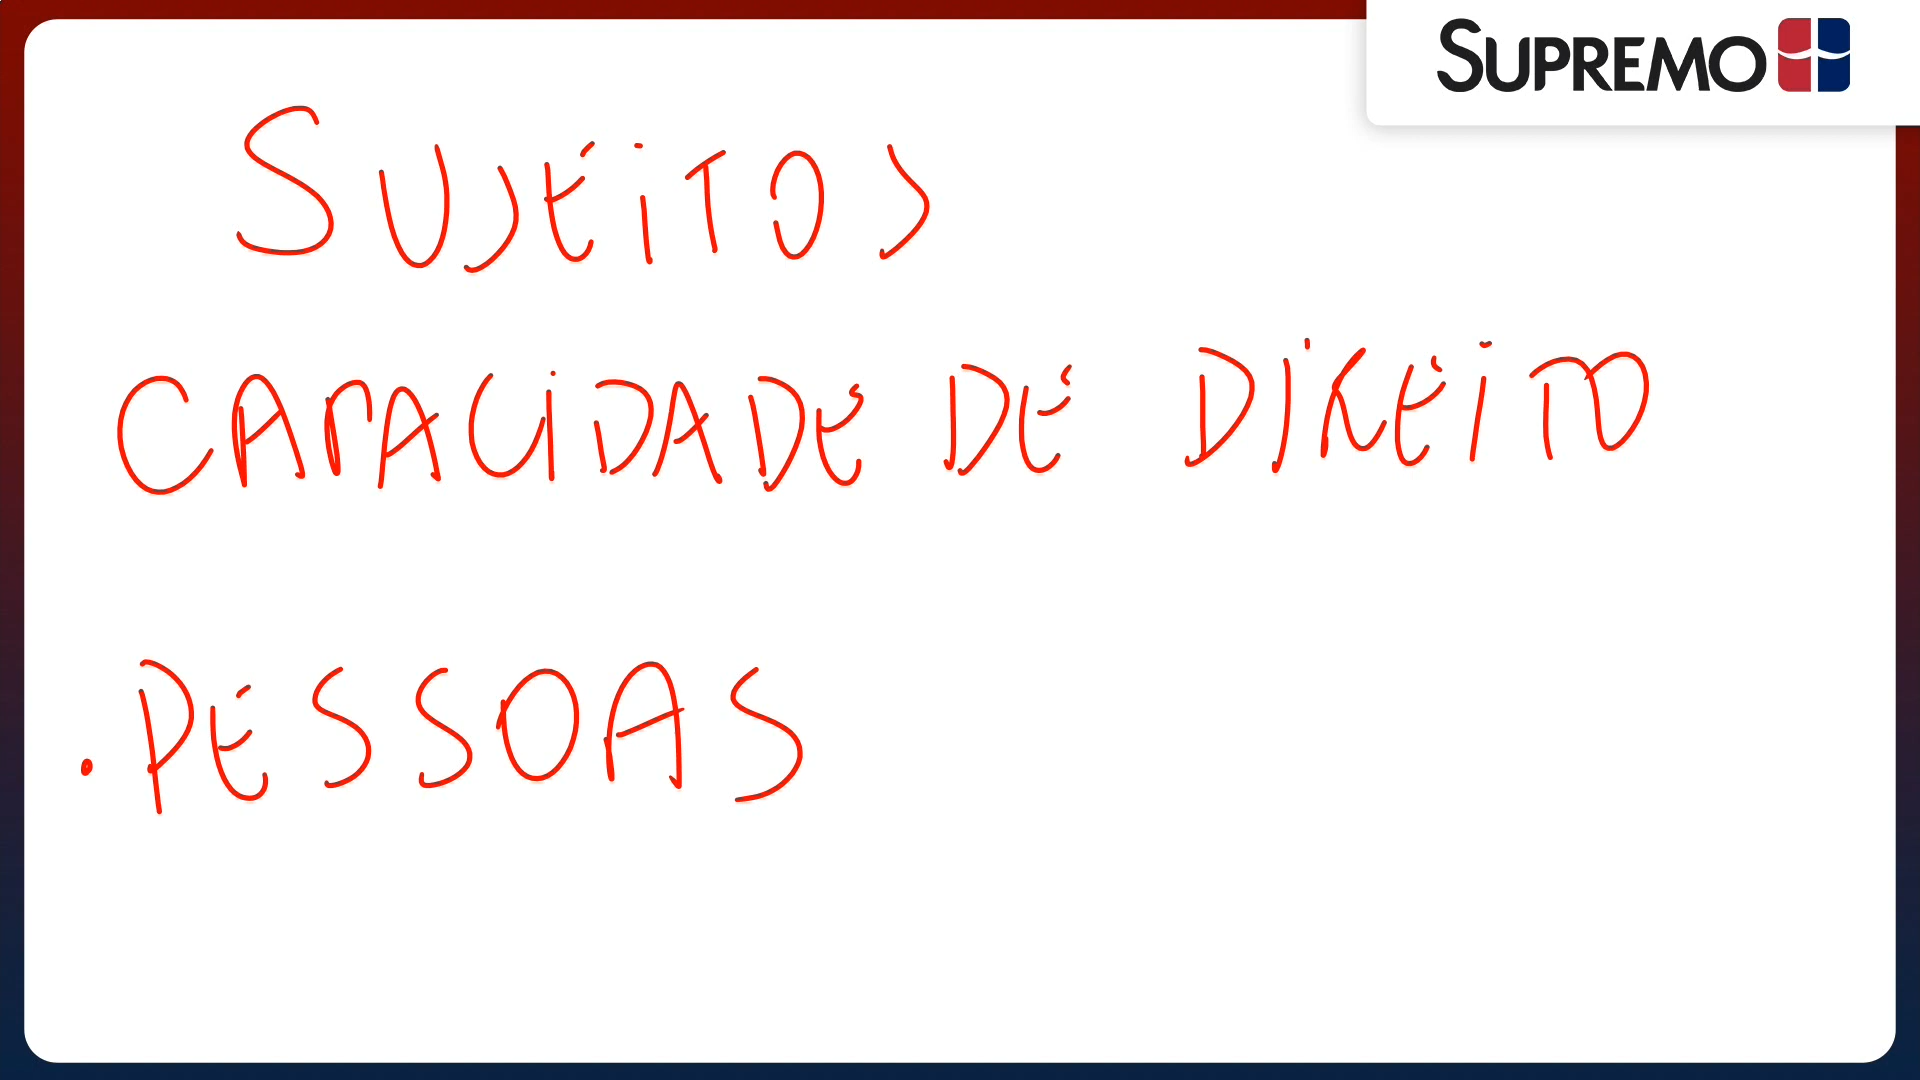 SUPREMO
SUJEITOS
CAPACIDADE DE DIREITO
. PESSOAS